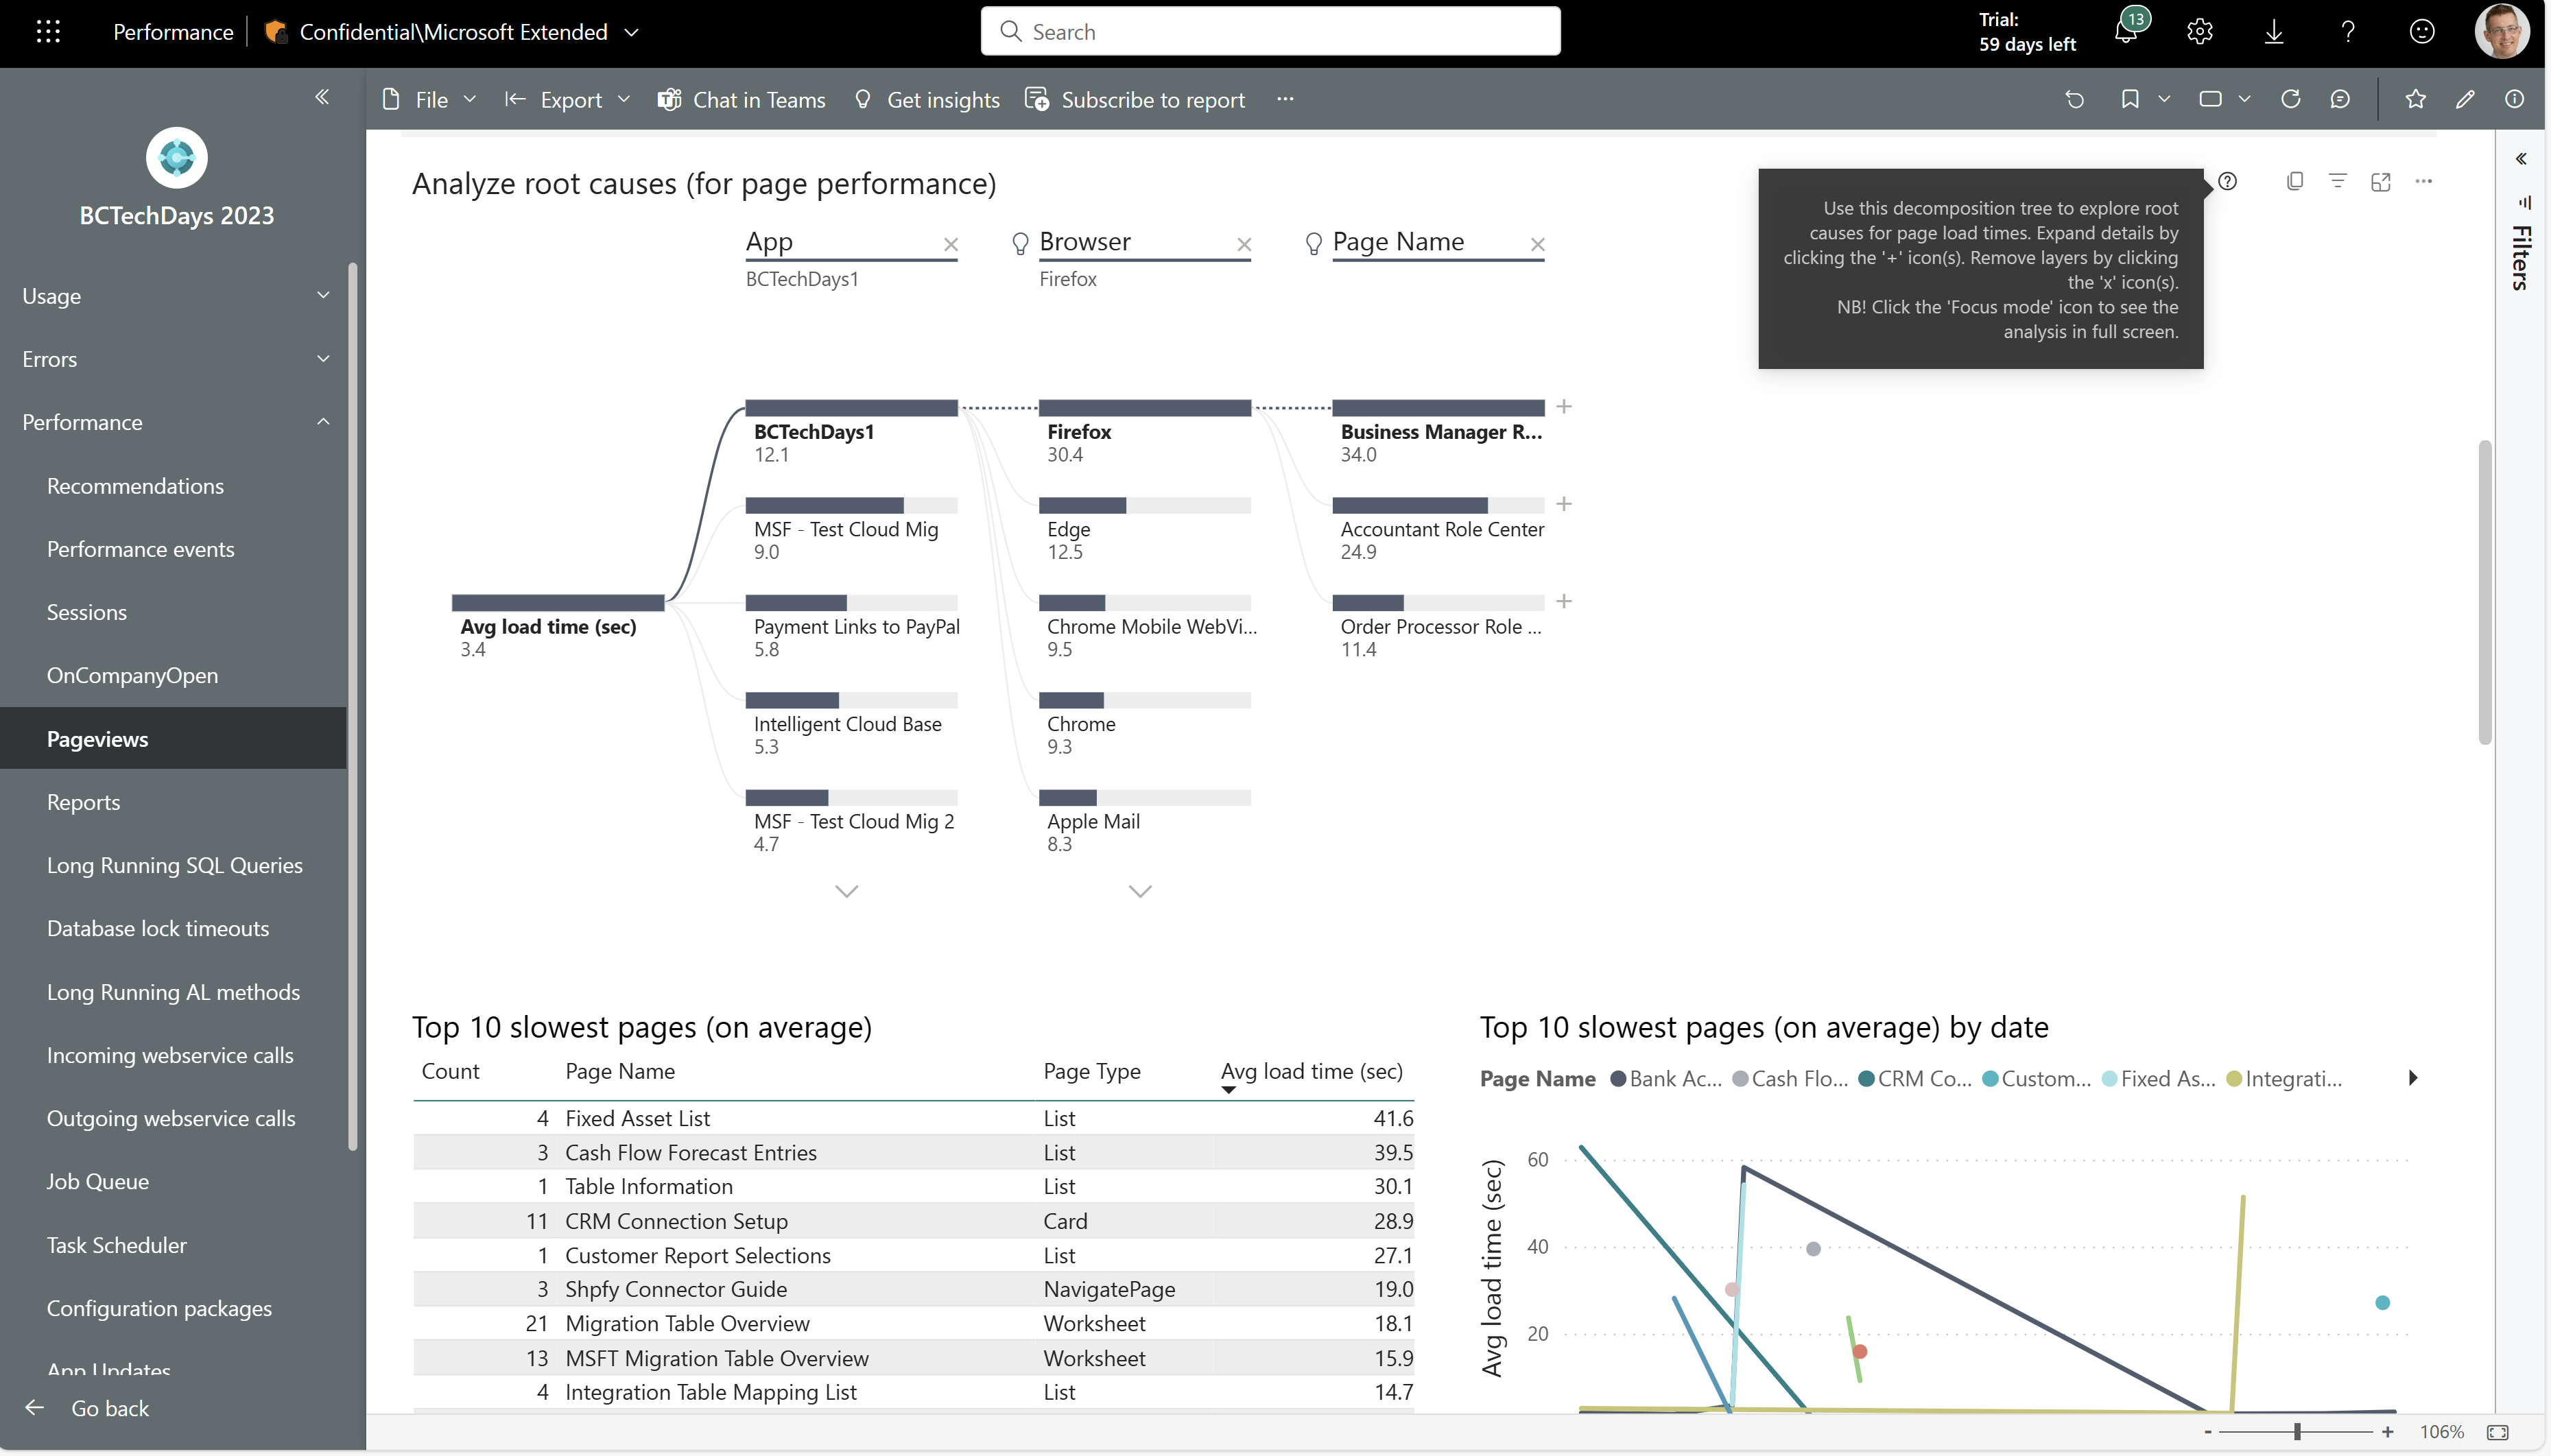 Performance
Confidential\Microsoft Extended
Search
Trial:
59 days left
13
File
Export
Chat in Teams
Get insights
Subscribe to report
BCTechDays 2023
Usage
Errors
Performance
Recommendations
Performance events
Sessions
OnCompanyOpen
Pageviews
Reports
Long Running SQL Queries
Database lock timeouts
Long Running AL methods
Incoming webservice calls
Outgoing webservice calls
Job Queue
Task Scheduler
Configuration packages
App Updates
Go back
Analyze root causes (for page performance)
Use this decomposition tree to explore root
causes for page load times. Expand details by
clicking the '+' icon(s). Remove layers by clicking
the 'x' icon(s).
NB! Click the 'Focus mode' icon to see the
analysis in full screen.
Filters
App
BCTechDays1
Browser
Firefox
Page Name
Avg load time (sec)
3.4
BCTechDays1
12.1
MSF - Test Cloud Mig
9.0
Payment Links to PayPal
5.8
Intelligent Cloud Base
5.3
MSF - Test Cloud Mig 2
4.7
Firefox
30.4
Edge
12.5
Chrome Mobile WebVi...
9.5
Chrome
9.3
Apple Mail
8.3
Business Manager R...
34.0
Accountant Role Center
24.9
Order Processor Role ...
11.4
Top 10 slowest pages (on average)
Count Page Name Page Type Avg load time (sec)
4 Fixed Asset List List 41.6
3 Cash Flow Forecast Entries List 39.5
1 Table Information List 30.1
11 CRM Connection Setup Card 28.9
1 Customer Report Selections List 27.1
3 Shpfy Connector Guide NavigatePage 19.0
21 Migration Table Overview Worksheet 18.1
13 MSFT Migration Table Overview Worksheet 15.9
4 Integration Table Mapping List List 14.7
Top 10 slowest pages (on average) by date
Page Name Bank Ac... Cash Flo... CRM Co... Custom... Fixed As... Integrati...
Avg load time (sec)
60
40
20
- + 106%